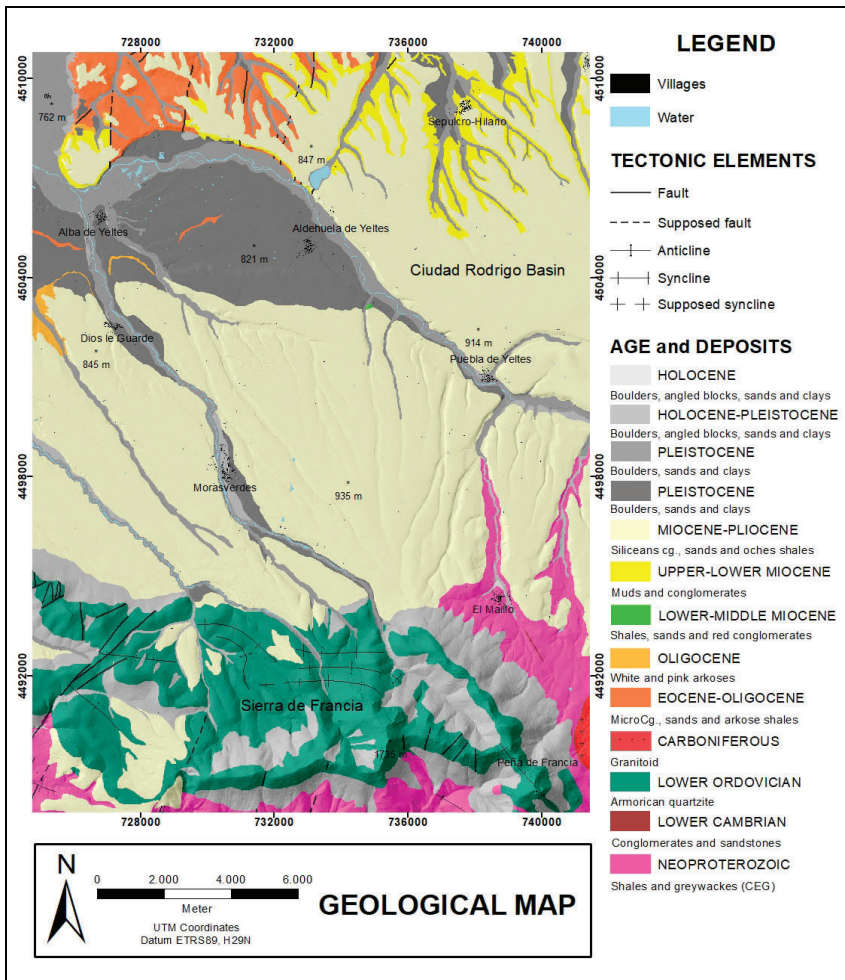 728000
732000
736000
740000
4510000
4510000
762 m
Sepulcro-Hilario
847 m
Alba de Yeltes
Aldehuela de Yeltes
821 m
Ciudad Rodrigo Basin
4504000
4504000
Dios le Guarde
914 m
845 m
Puebla de Yeltes
4498000
4498000
Morasverdes
935 m
El Maíllo
4492000
4492000
Sierra de Francia
1735 m
Peña de Francia
728000
732000
736000
740000
LEGEND
Villages
Water
TECTONIC ELEMENTS
Fault
Supposed fault
Anticline
Syncline
Supposed syncline
AGE and DEPOSITS
HOLOCENE
Boulders, angled blocks, sands and clays
HOLOCENE-PLEISTOCENE
Boulders, angled blocks, sands and clays
PLEISTOCENE
Boulders, sands and clays
PLEISTOCENE
Boulders, sands and clays
MIOCENE-PLIOCENE
Siliceans cg., sands and oches shales
UPPER-LOWER MIOCENE
Muds and conglomerates
LOWER-MIDDLE MIOCENE
Shales, sands and red conglomerates
OLIGOCENE
White and pink arkoses
EOCENE-OLIGOCENE
MicroCg., sands and arkose shales
CARBONIFEROUS
Granitoid
LOWER ORDOVICIAN
Armorican quartzite
LOWER CAMBRIAN
Conglomerates and sandstones
NEOPROTEROZOIC
Shales and greywackes (CEG)
N
0 2.000 4.000 6.000
Meter
UTM Coordinates
Datum ETRS89, H29N
GEOLOGICAL MAP